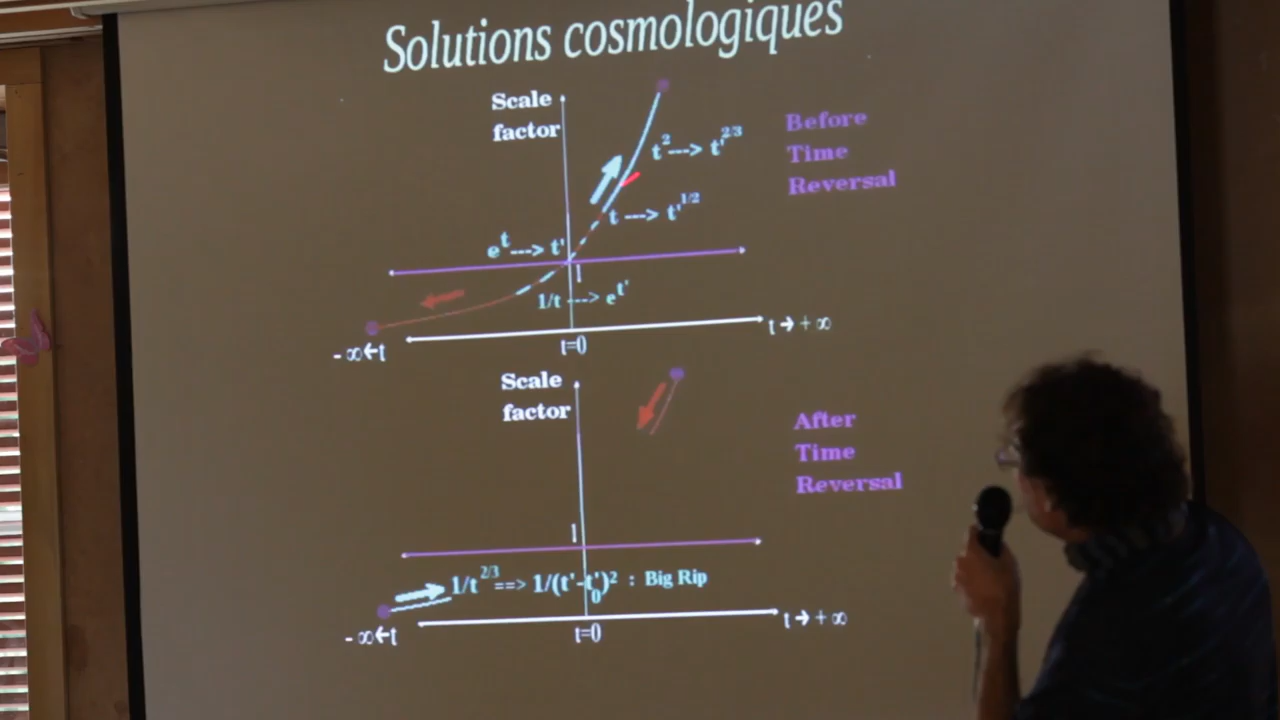 Solutions cosmologiques
Scale
factor
t²---> t'^2/3
Before
Time
Reversal
t ---> t'^1/2
e^t---> t'
1
1/t ---> e^t'
- ∞←t
t=0
t→ + ∞
Scale
factor
After
Time
Reversal
1
1/t^2/3 ==> 1/(t'-t'₀)² : Big Rip
- ∞←t
t=0
t→ + ∞